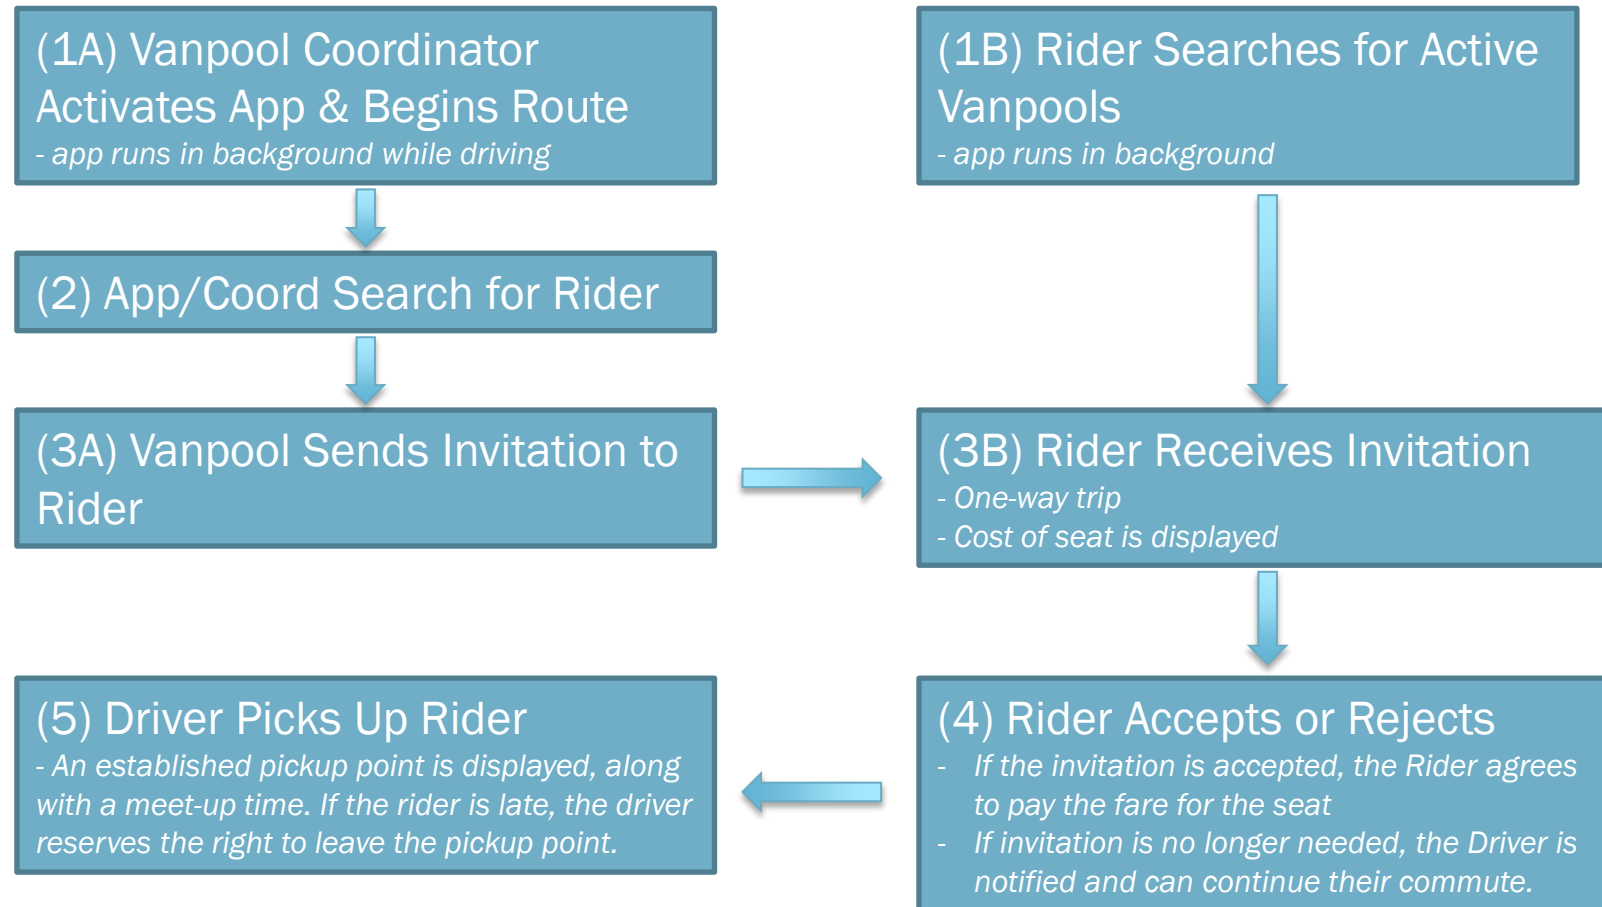 (1A) Vanpool Coordinator
Activates App & Begins Route
- app runs in background while driving
(1B) Rider Searches for Active
Vanpools
- app runs in background
(2) App/Coord Search for Rider
(3A) Vanpool Sends Invitation to
Rider
(3B) Rider Receives Invitation
- One-way trip
- Cost of seat is displayed
(4) Rider Accepts or Rejects
- If the invitation is accepted, the Rider agrees
to pay the fare for the seat
- If invitation is no longer needed, the Driver is
notified and can continue their commute.
(5) Driver Picks Up Rider
- An established pickup point is displayed, along
with a meet-up time. If the rider is late, the driver
reserves the right to leave the pickup point.